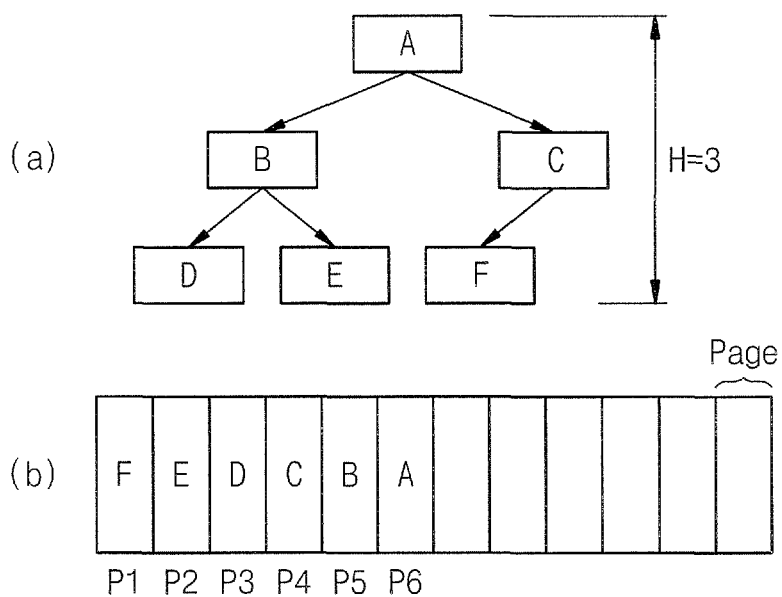 A
(a)
B
C
H=3
D
E
F
Page
(b)
F E D C B A
P1 P2 P3 P4 P5 P6